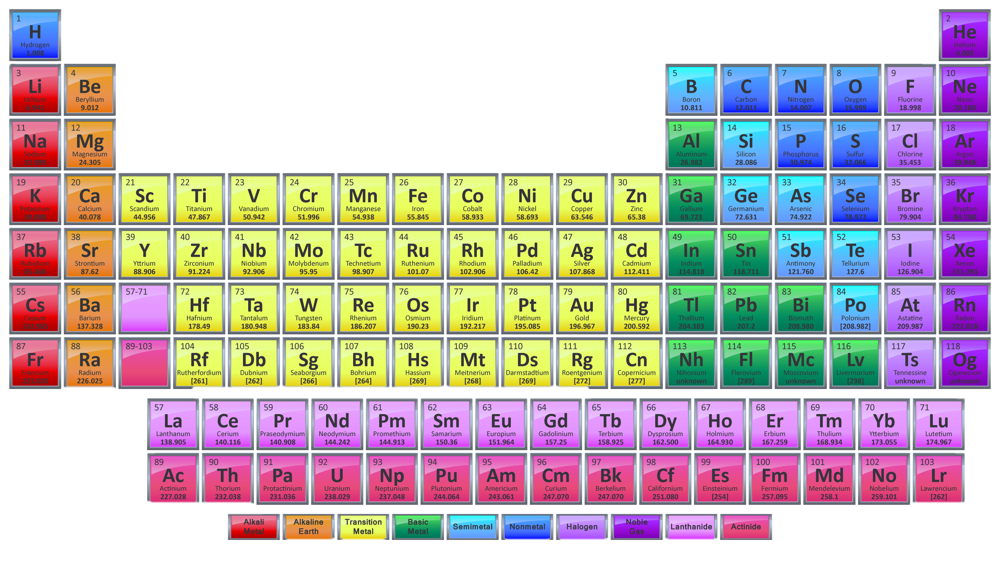 1
H
Hydrogen
1.008
2
He
Helium
4.003
3
Li
Lithium
6.941
4
Be
Beryllium
9.012
5
B
Boron
10.811
6
C
Carbon
12.011
7
N
Nitrogen
14.007
8
O
Oxygen
15.999
9
F
Fluorine
18.998
10
Ne
Neon
20.180
11
Na
Sodium
22.990
12
Mg
Magnesium
24.305
13
Al
Aluminum
26.982
14
Si
Silicon
28.086
15
P
Phosphorus
30.974
16
S
Sulfur
32.066
17
Cl
Chlorine
35.453
18
Ar
Argon
39.948
19
K
Potassium
39.098
20
Ca
Calcium
40.078
21
Sc
Scandium
44.956
22
Ti
Titanium
47.867
23
V
Vanadium
50.942
24
Cr
Chromium
51.996
25
Mn
Manganese
54.938
26
Fe
Iron
55.845
27
Co
Cobalt
58.933
28
Ni
Nickel
58.693
29
Cu
Copper
63.546
30
Zn
Zinc
65.38
31
Ga
Gallium
69.723
32
Ge
Germanium
72.631
33
As
Arsenic
74.922
34
Se
Selenium
78.972
35
Br
Bromine
79.904
36
Kr
Krypton
84.798
37
Rb
Rubidium
85.468
38
Sr
Strontium
87.62
39
Y
Yttrium
88.906
40
Zr
Zirconium
91.224
41
Nb
Niobium
92.906
42
Mo
Molybdenum
95.95
43
Tc
Technetium
98.907
44
Ru
Ruthenium
101.07
45
Rh
Rhodium
102.906
46
Pd
Palladium
106.42
47
Ag
Silver
107.868
48
Cd
Cadmium
112.411
49
In
Indium
114.818
50
Sn
Tin
118.711
51
Sb
Antimony
121.760
52
Te
Tellurium
127.6
53
I
Iodine
126.904
54
Xe
Xenon
131.294
55
Cs
Cesium
132.905
56
Ba
Barium
137.328
57-71
72
Hf
Hafnium
178.49
73
Ta
Tantalum
180.948
74
W
Tungsten
183.84
75
Re
Rhenium
186.207
76
Os
Osmium
190.23
77
Ir
Iridium
192.217
78
Pt
Platinum
195.085
79
Au
Gold
196.967
80
Hg
Mercury
200.592
81
Tl
Thallium
204.383
82
Pb
Lead
207.2
83
Bi
Bismuth
208.980
84
Po
Polonium
[208.982]
85
At
Astatine
209.987
86
Rn
Radon
222.018
87
Fr
Francium
223.020
88
Ra
Radium
226.025
89-103
104
Rf
Rutherfordium
[261]
105
Db
Dubnium
[262]
106
Sg
Seaborgium
[266]
107
Bh
Bohrium
[264]
108
Hs
Hassium
[269]
109
Mt
Meitnerium
[268]
110
Ds
Darmstadtium
[269]
111
Rg
Roentgenium
[272]
112
Cn
Copernicium
[277]
113
Nh
Nihonium
unknown
114
Fl
Flerovium
[289]
115
Mc
Moscovium
unknown
116
Lv
Livermorium
[298]
117
Ts
Tennessine
unknown
118
Og
Oganesson
unknown
57
La
Lanthanum
138.905
58
Ce
Cerium
140.116
59
Pr
Praseodymium
140.908
60
Nd
Neodymium
144.242
61
Pm
Promethium
144.913
62
Sm
Samarium
150.36
63
Eu
Europium
151.964
64
Gd
Gadolinium
157.25
65
Tb
Terbium
158.925
66
Dy
Dysprosium
162.500
67
Ho
Holmium
164.930
68
Er
Erbium
167.259
69
Tm
Thulium
168.934
70
Yb
Ytterbium
173.055
71
Lu
Lutetium
174.967
89
Ac
Actinium
227.028
90
Th
Thorium
232.038
91
Pa
Protactinium
231.036
92
U
Uranium
238.029
93
Np
Neptunium
237.048
94
Pu
Plutonium
244.064
95
Am
Americium
243.061
96
Cm
Curium
247.070
97
Bk
Berkelium
247.070
98
Cf
Californium
251.080
99
Es
Einsteinium
[254]
100
Fm
Fermium
257.095
101
Md
Mendelevium
258.1
102
No
Nobelium
259.101
103
Lr
Lawrencium
[262]
Alkali
Metal
Alkaline
Earth
Transition
Metal
Basic
Metal
Semimetal
Nonmetal
Halogen
Noble
Gas
Lanthanide
Actinide